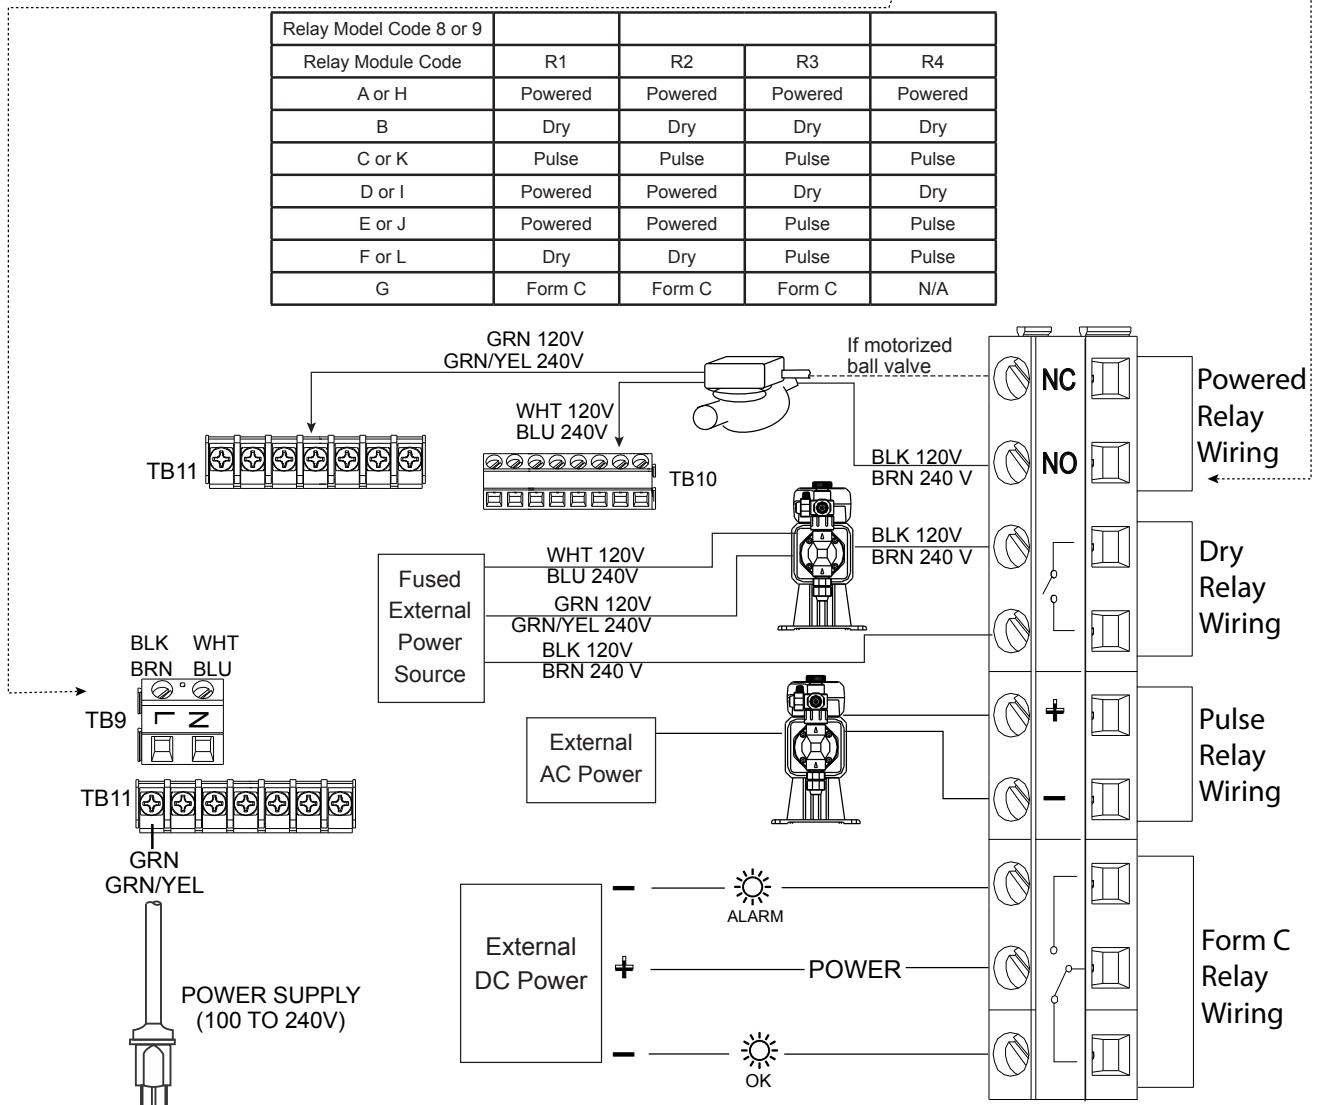 Relay Model Code 8 or 9
Relay Module Code R1 R2 R3 R4
A or H Powered Powered Powered Powered
B Dry Dry Dry Dry
C or K Pulse Pulse Pulse Pulse
D or I Powered Powered Dry Dry
E or J Powered Powered Pulse Pulse
F or L Dry Dry Pulse Pulse
G Form C Form C Form C N/A
GRN 120V
GRN/YEL 240V
If motorized
ball valve
NC
Powered
Relay
Wiring
WHT 120V
BLU 240V
TB11
TB10
BLK 120V
BRN 240 V
NO
BLK 120V
BRN 240 V
Dry
Relay
Wiring
Fused
External
Power
Source
WHT 120V
BLU 240V
GRN 120V
GRN/YEL 240V
BLK 120V
BRN 240 V
BLK WHT
BRN BLU
TB9
L N
TB11
GRN
GRN/YEL
External
AC Power
+
−
Pulse
Relay
Wiring
External
DC Power
−
ALARM
+
POWER
−
OK
Form C
Relay
Wiring
POWER SUPPLY
(100 TO 240V)